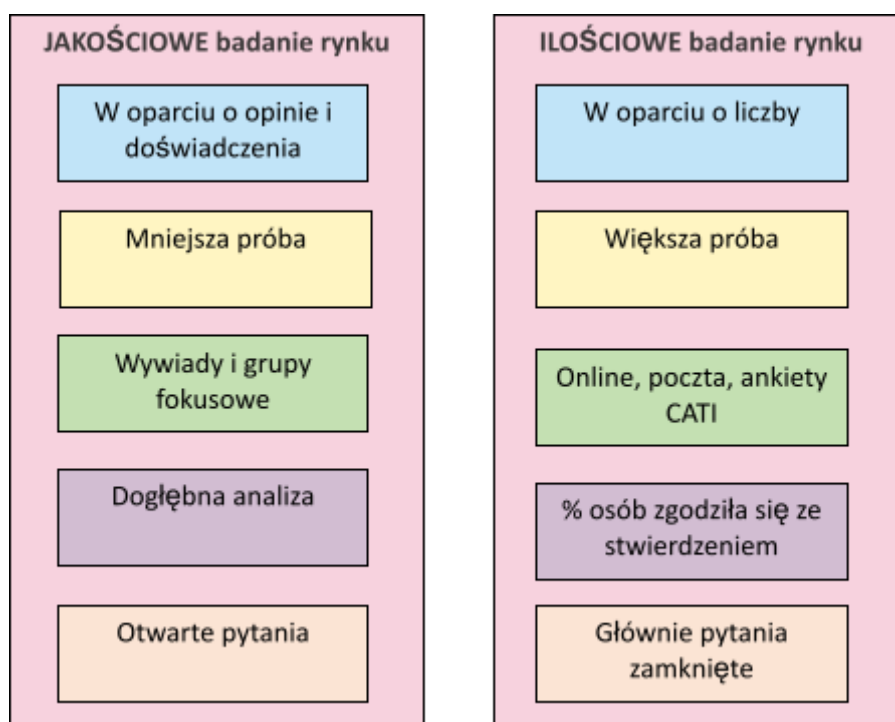 JAKOŚCIOWE badanie rynku
W oparciu o opinie i
doświadczenia
Mniejsza próba
Wywiady i grupy
fokusowe
Dogłębna analiza
Otwarte pytania
ILOŚCIOWE badanie rynku
W oparciu o liczby
Większa próba
Online, poczta, ankiety
CATI
% osób zgodziła się ze
stwierdzeniem
Głównie pytania
zamknięte